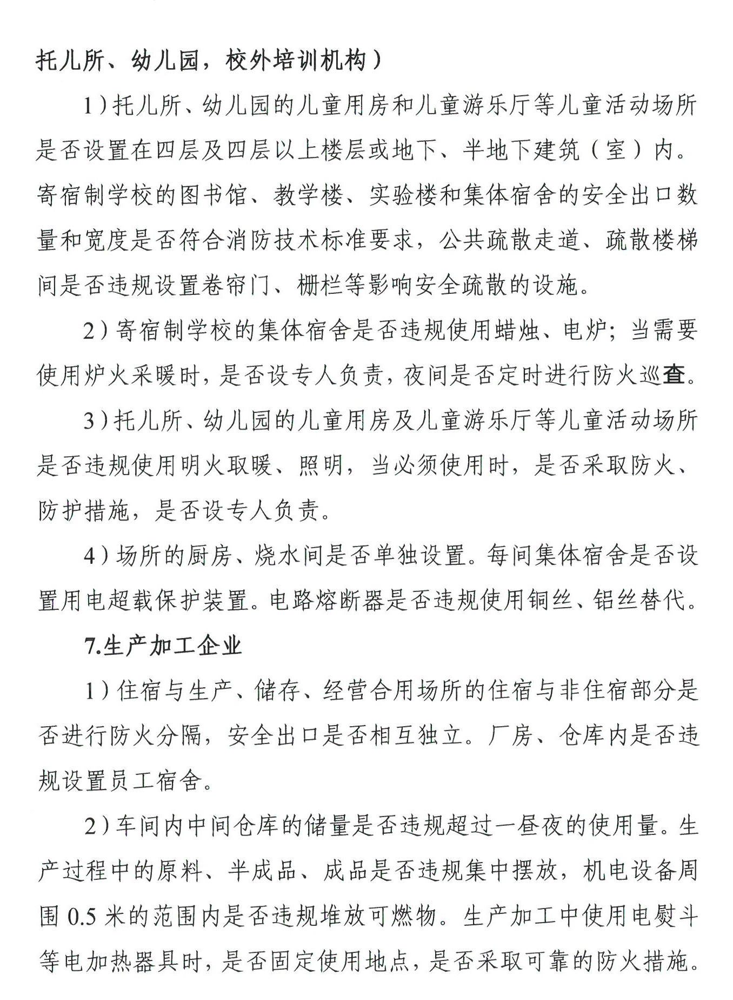 托儿所、幼儿园，校外培训机构）
1）托儿所、幼儿园的儿童用房和儿童游乐厅等儿童活动场所
是否设置在四层及四层以上楼层或地下、半地下建筑（室）内。
寄宿制学校的图书馆、教学楼、实验楼和集体宿舍的安全出口数
量和宽度是否符合消防技术标准要求，公共疏散走道、疏散楼梯
间是否违规设置卷帘门、栅栏等影响安全疏散的设施。
2）寄宿制学校的集体宿舍是否违规使用蜡烛、电炉；当需要
使用炉火采暖时，是否设专人负责，夜间是否定时进行防火巡查。
3）托儿所、幼儿园的儿童用房及儿童游乐厅等儿童活动场所
是否违规使用明火取暖、照明，当必须使用时，是否采取防火、
防护措施，是否设专人负责。
4）场所的厨房、烧水间是否单独设置。每间集体宿舍是否设
置用电超载保护装置。电路熔断器是否违规使用铜丝、铝丝替代。
7.生产加工企业
1）住宿与生产、储存、经营合用场所的住宿与非住宿部分是
否进行防火分隔，安全出口是否相互独立。厂房、仓库内是否违
规设置员工宿舍。
2）车间内中间仓库的储量是否违规超过一昼夜的使用量。生
产过程中的原料、半成品、成品是否违规集中摆放，机电设备周
围 0.5 米的范围内是否违规堆放可燃物。生产加工中使用电熨斗
等电加热器具时，是否固定使用地点，是否采取可靠的防火措施。